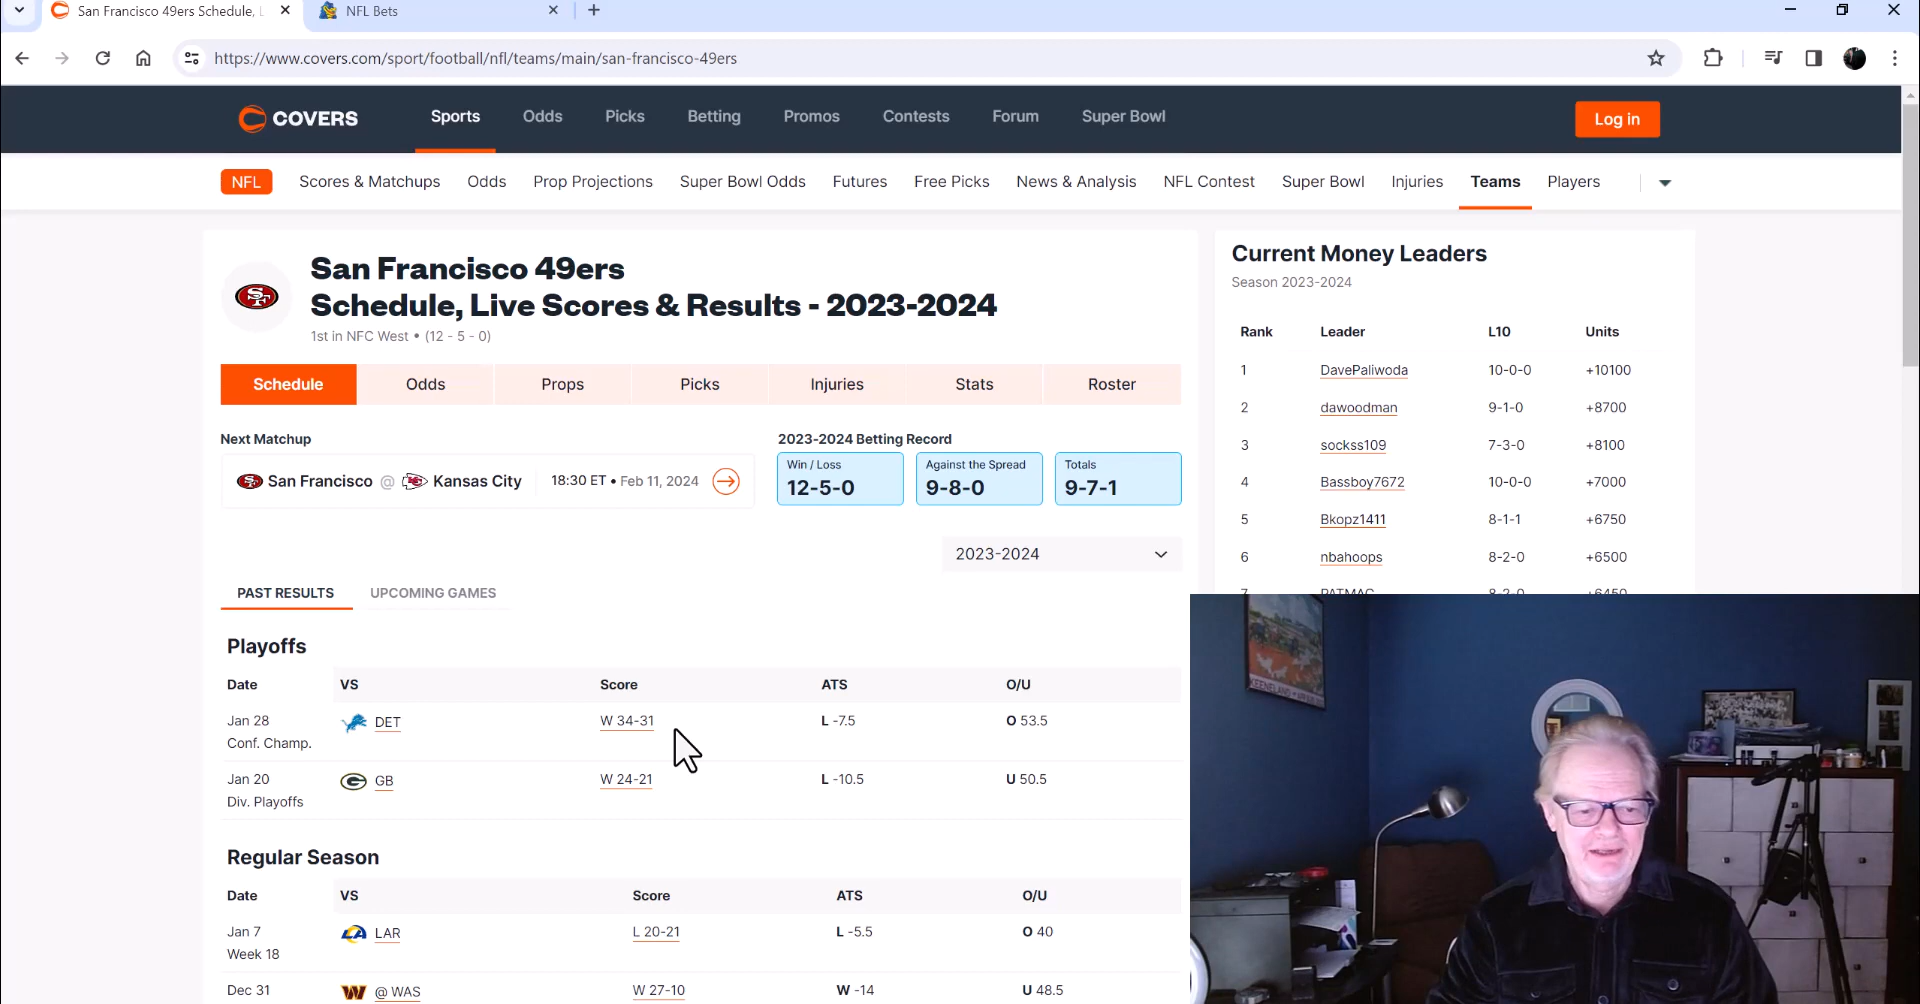 San Francisco 49ers Schedule, L
NFL Bets
https://www.covers.com/sport/football/nfl/teams/main/san-francisco-49ers
COVERS
Sports Odds Picks Betting Promos Contests Forum Super Bowl
Log in
NFL Scores & Matchups Odds Prop Projections Super Bowl Odds Futures Free Picks News & Analysis NFL Contest Super Bowl Injuries Teams Players
San Francisco 49ers
Schedule, Live Scores & Results - 2023-2024
1st in NFC West • (12 - 5 - 0)
Schedule Odds Props Picks Injuries Stats Roster
Next Matchup
San Francisco @ Kansas City 18:30 ET • Feb 11, 2024
2023-2024 Betting Record
Win / Loss Against the Spread Totals
12-5-0 9-8-0 9-7-1
2023-2024
PAST RESULTS UPCOMING GAMES
Playoffs
Date VS Score ATS O/U
Jan 28 DET W 34-31 L -7.5 O 53.5
Conf. Champ.
Jan 20 GB W 24-21 L -10.5 U 50.5
Div. Playoffs
Regular Season
Date VS Score ATS O/U
Jan 7 LAR L 20-21 L -5.5 O 40
Week 18
Dec 31 @ WAS W 27-10 W -14 U 48.5
Current Money Leaders
Season 2023-2024
Rank Leader L10 Units
1 DavePaliwoda 10-0-0 +10100
2 dawoodman 9-1-0 +8700
3 sockss109 7-3-0 +8100
4 Bassboy7672 10-0-0 +7000
5 Bkopz1411 8-1-1 +6750
6 nbahoops 8-2-0 +6500
7 PATMAC 8-2-0 +6450
KEENELAND